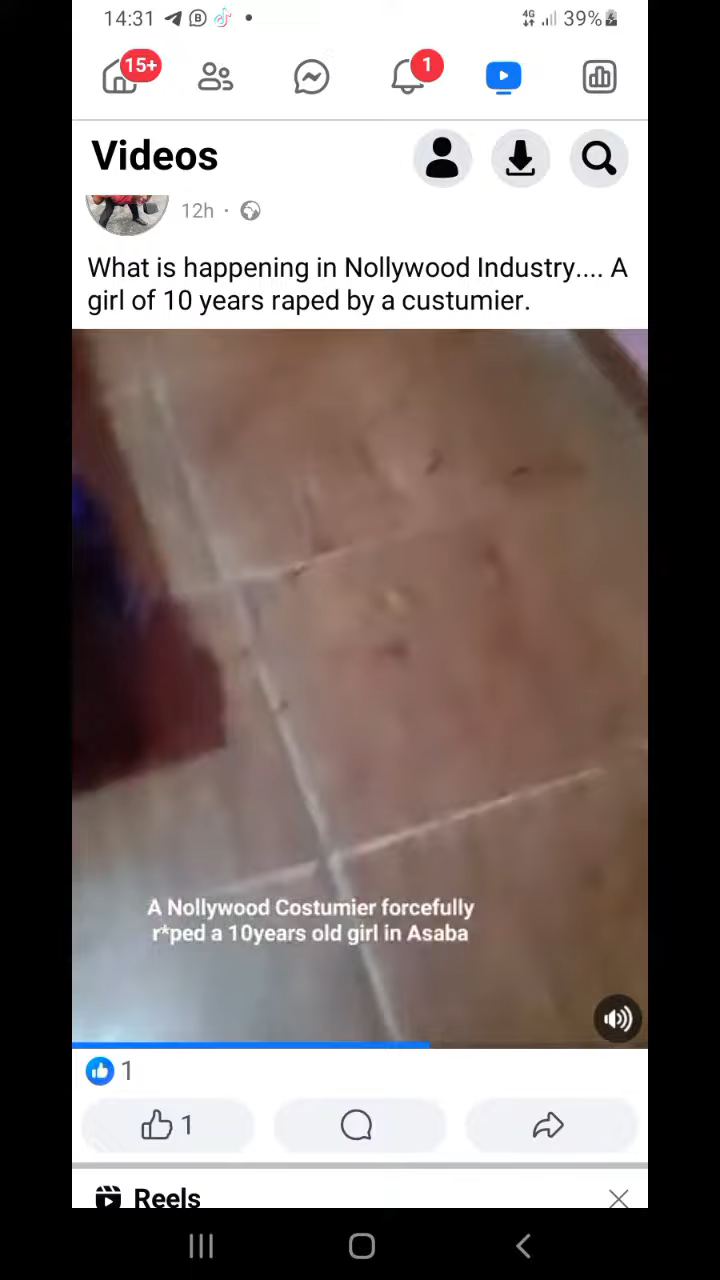 14:31
4G
39%
15+
1
Videos
12h ·
What is happening in Nollywood Industry.... A
girl of 10 years raped by a custumier.
A Nollywood Costumier forcefully
r*ped a 10years old girl in Asaba
1
1
Reels